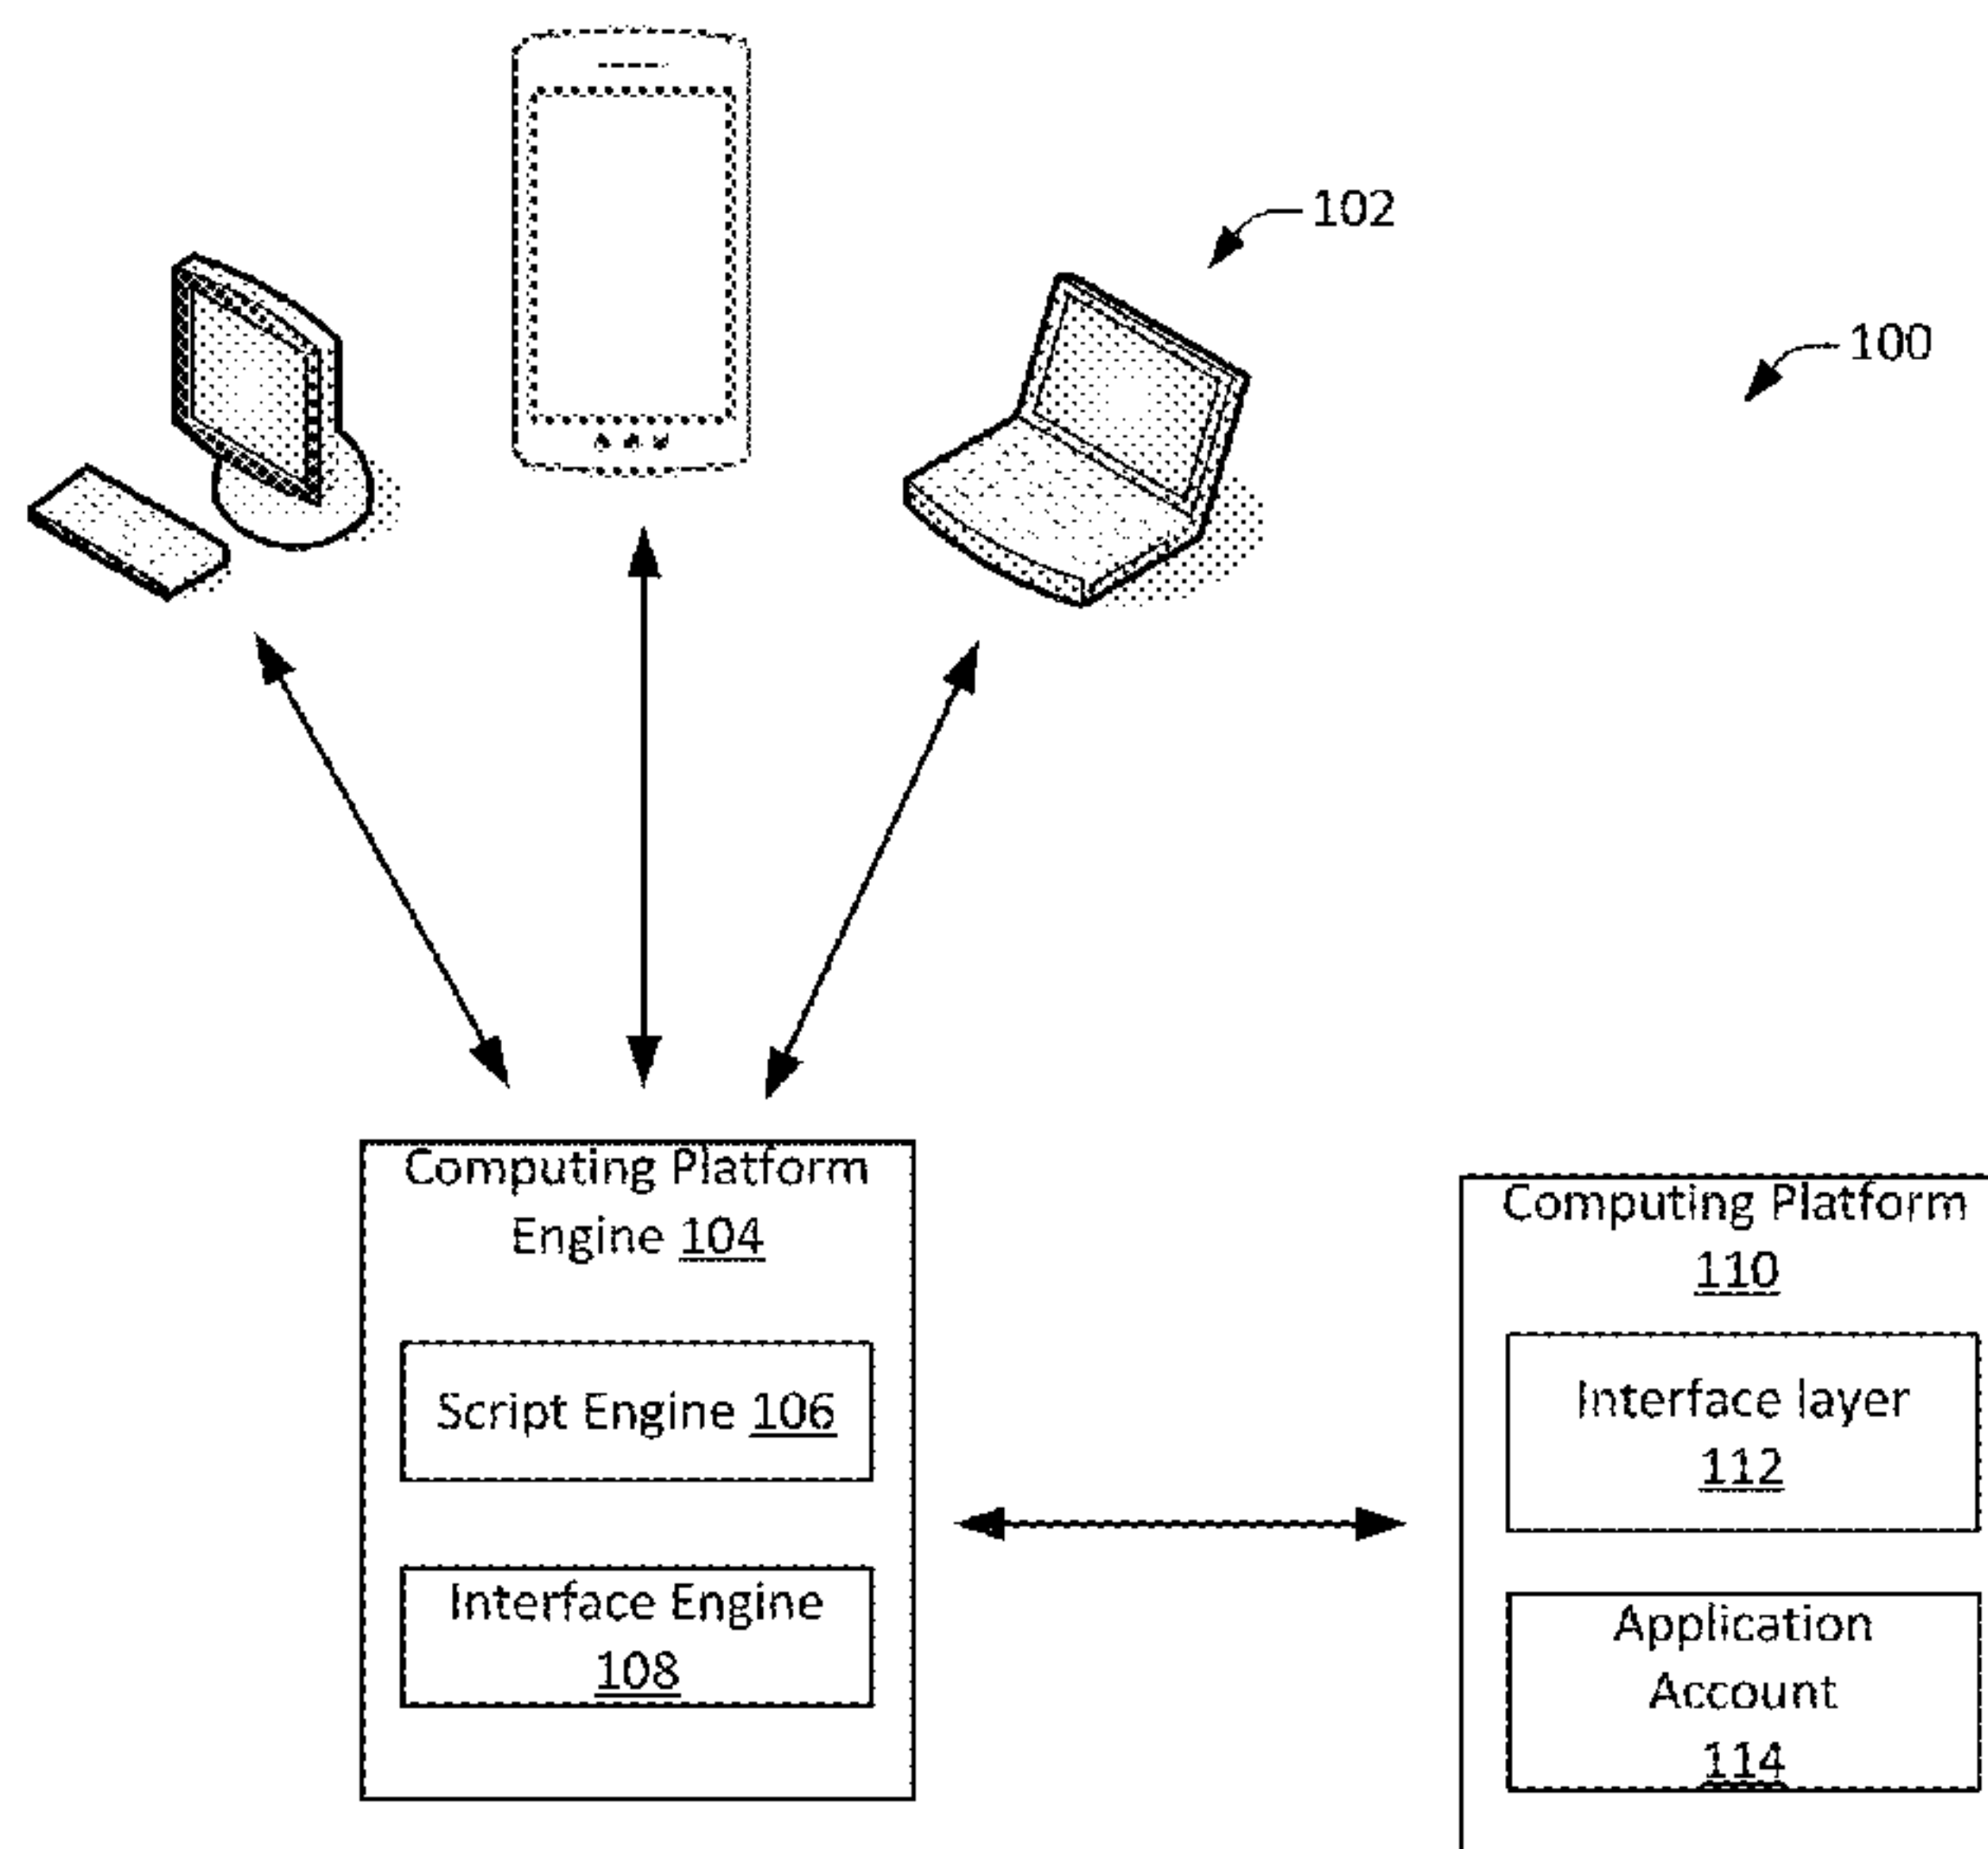 102
100
Computing Platform
Engine 104
Script Engine 106
Interface Engine
108
Computing Platform
110
Interface layer
112
Application
Account
114